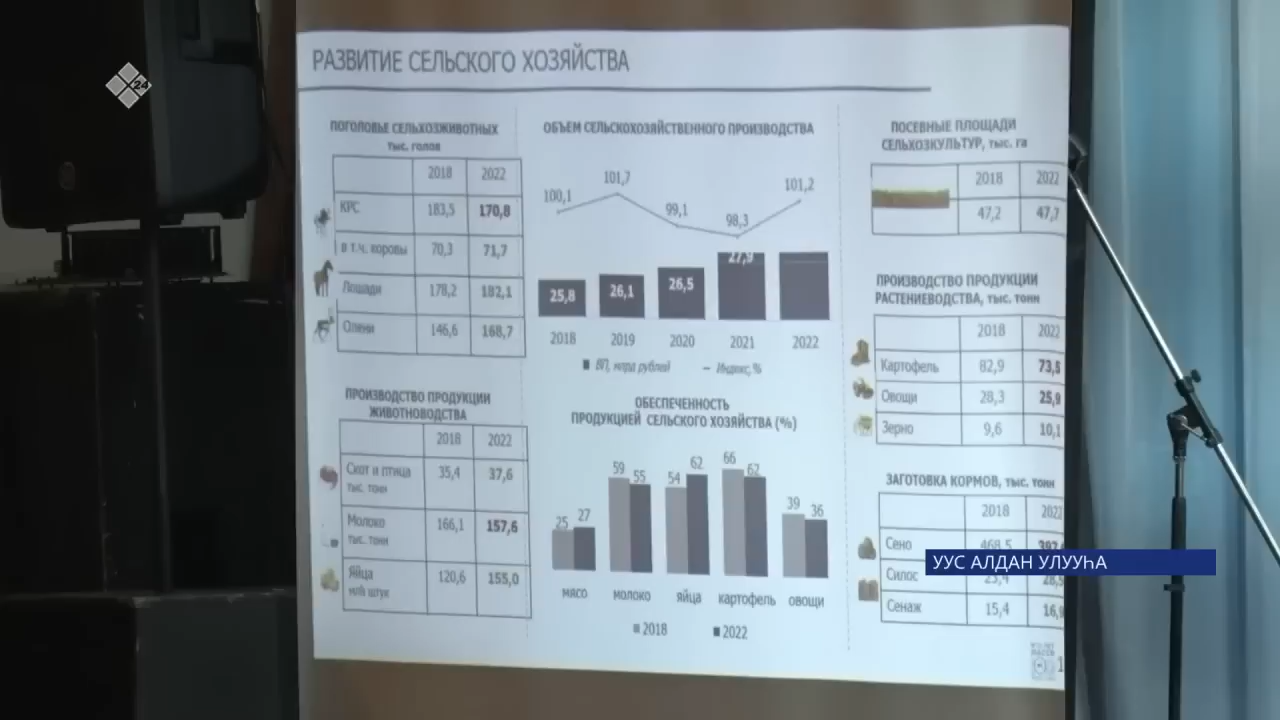 24
РАЗВИТИЕ СЕЛЬСКОГО ХОЗЯЙСТВА
ПОГОЛОВЬЕ СЕЛЬХОЗЖИВОТНЫХ
тыс. голов
2018 2022
КРС 183,5 170,8
в т.ч. коровы 70,3 71,7
Лошади 178,2 182,1
Олени 146,6 168,7
ПРОИЗВОДСТВО ПРОДУКЦИИ
ЖИВОТНОВОДСТВА
2018 2022
Скот и птица 35,4 37,6
тыс. тонн
Молоко 166,1 157,6
тыс. тонн
Яйца 120,6 155,0
млн штук
ОБЪЕМ СЕЛЬСКОХОЗЯЙСТВЕННОГО ПРОИЗВОДСТВА
100,1 101,7 99,1 98,3 101,2
25,8 26,1 26,5 27,9
2018 2019 2020 2021 2022
ВП, млрд рублей Индекс, %
ОБЕСПЕЧЕННОСТЬ
ПРОДУКЦИЕЙ СЕЛЬСКОГО ХОЗЯЙСТВА (%)
25 27 59 55 54 62 66 62 39 36
мясо молоко яйца картофель овощи
2018 2022
ПОСЕВНЫЕ ПЛОЩАДИ
СЕЛЬХОЗКУЛЬТУР, тыс. га
2018 2022
47,2 47,7
ПРОИЗВОДСТВО ПРОДУКЦИИ
РАСТЕНИЕВОДСТВА, тыс. тонн
2018 2022
Картофель 82,9 73,5
Овощи 28,3 25,9
Зерно 9,6 10,1
ЗАГОТОВКА КОРМОВ, тыс. тонн
2018 2022
Сено 468,5
Силос
Сенаж 15,4 16,9
УУС АЛДАН УЛУУҺА